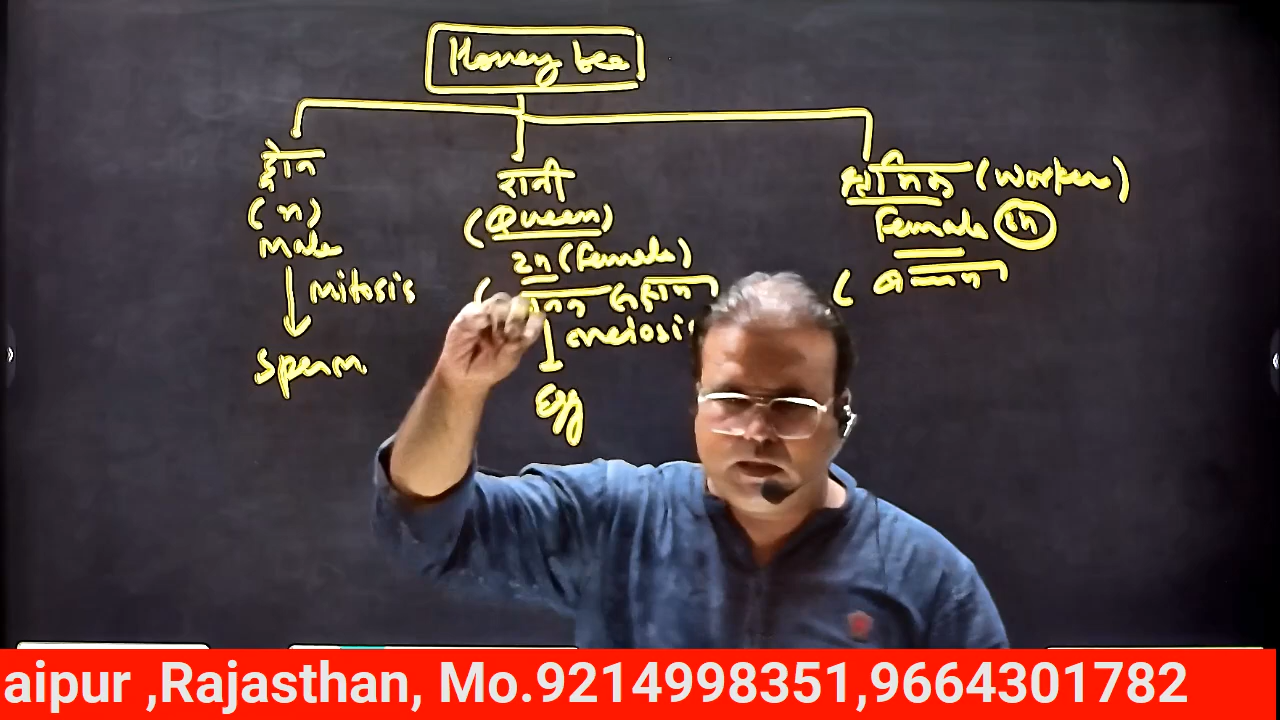 Honey bee
ड्रोन
(n)
Male
mitosis
Sperm
रानी
(Queen)
2n (Female)
meiosis
Egg
श्रमिक (worker)
Female 2n
aipur ,Rajasthan, Mo.9214998351,9664301782